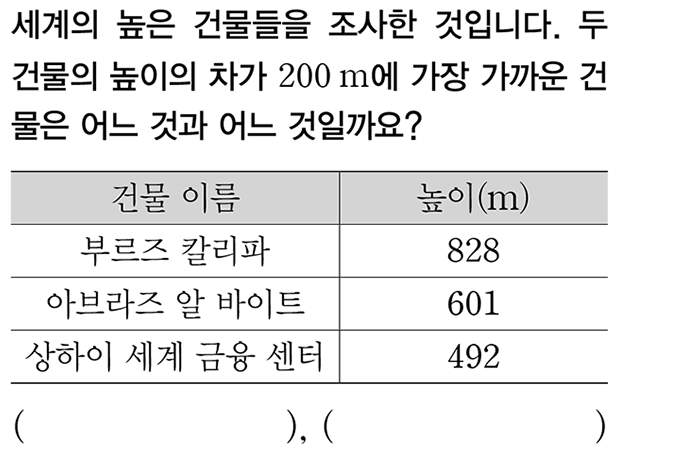 세계의 높은 건물들을 조사한 것입니다. 두
건물의 높이의 차가 200 m에 가장 가까운 건
물은 어느 것과 어느 것일까요?
건물 이름 높이(m)
부르즈 칼리파 828
아브라즈 알 바이트 601
상하이 세계 금융 센터 492
( ), ( )